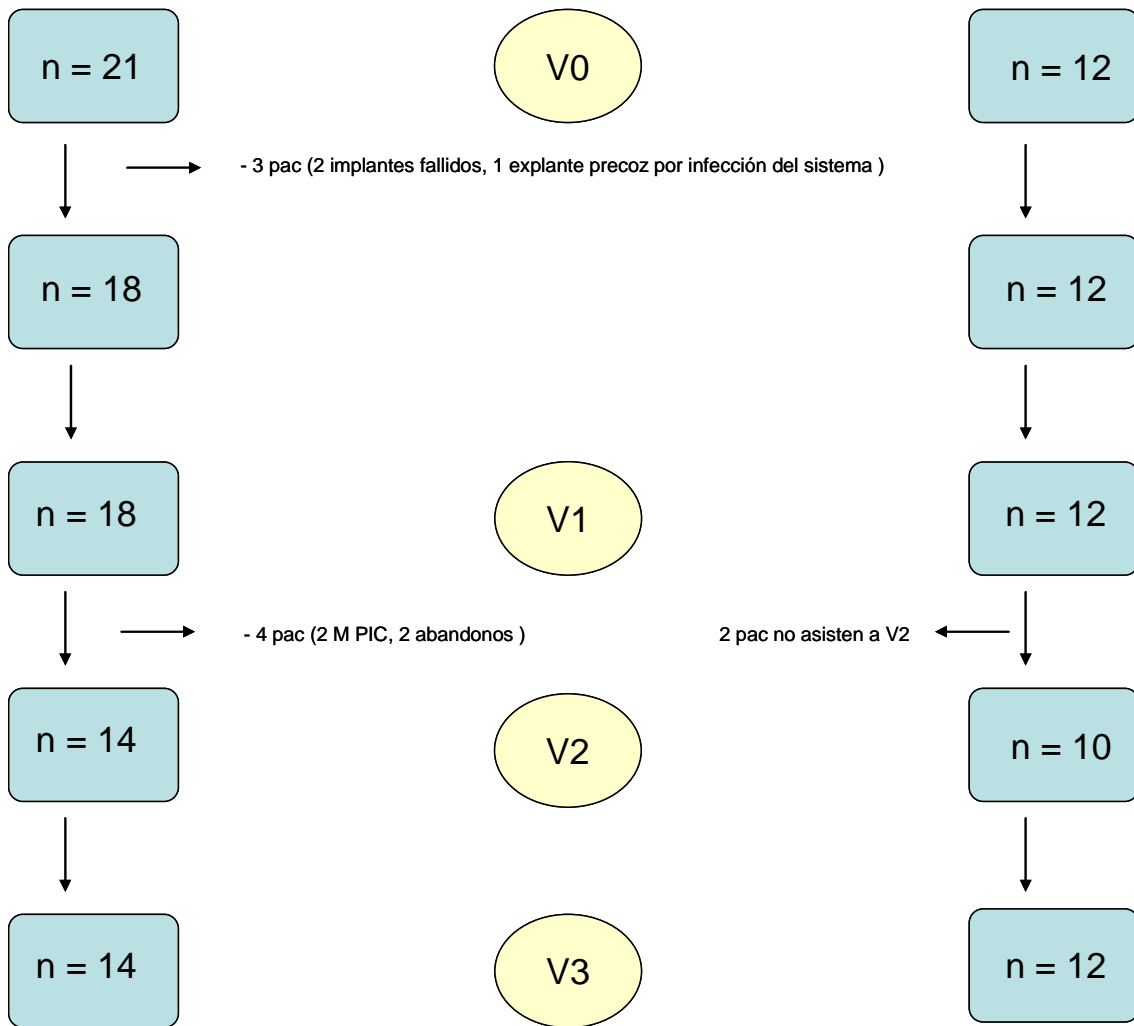 n = 21
V0
n = 12
- 3 pac (2 implantes fallidos, 1 explante precoz por infección del sistema )
n = 18
n = 12
n = 18
V1
n = 12
- 4 pac (2 M PIC, 2 abandonos )
2 pac no asisten a V2
n = 14
V2
n = 10
n = 14
V3
n = 12